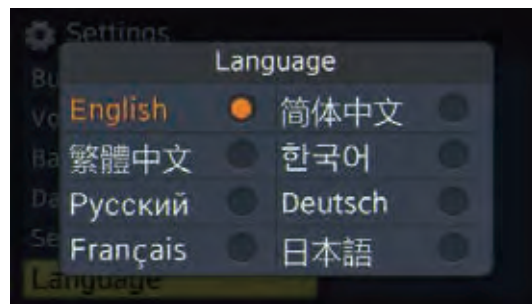 Settings
Language
English
简体中文
繁體中文
한국어
Русский
Deutsch
Français
日本語
Language